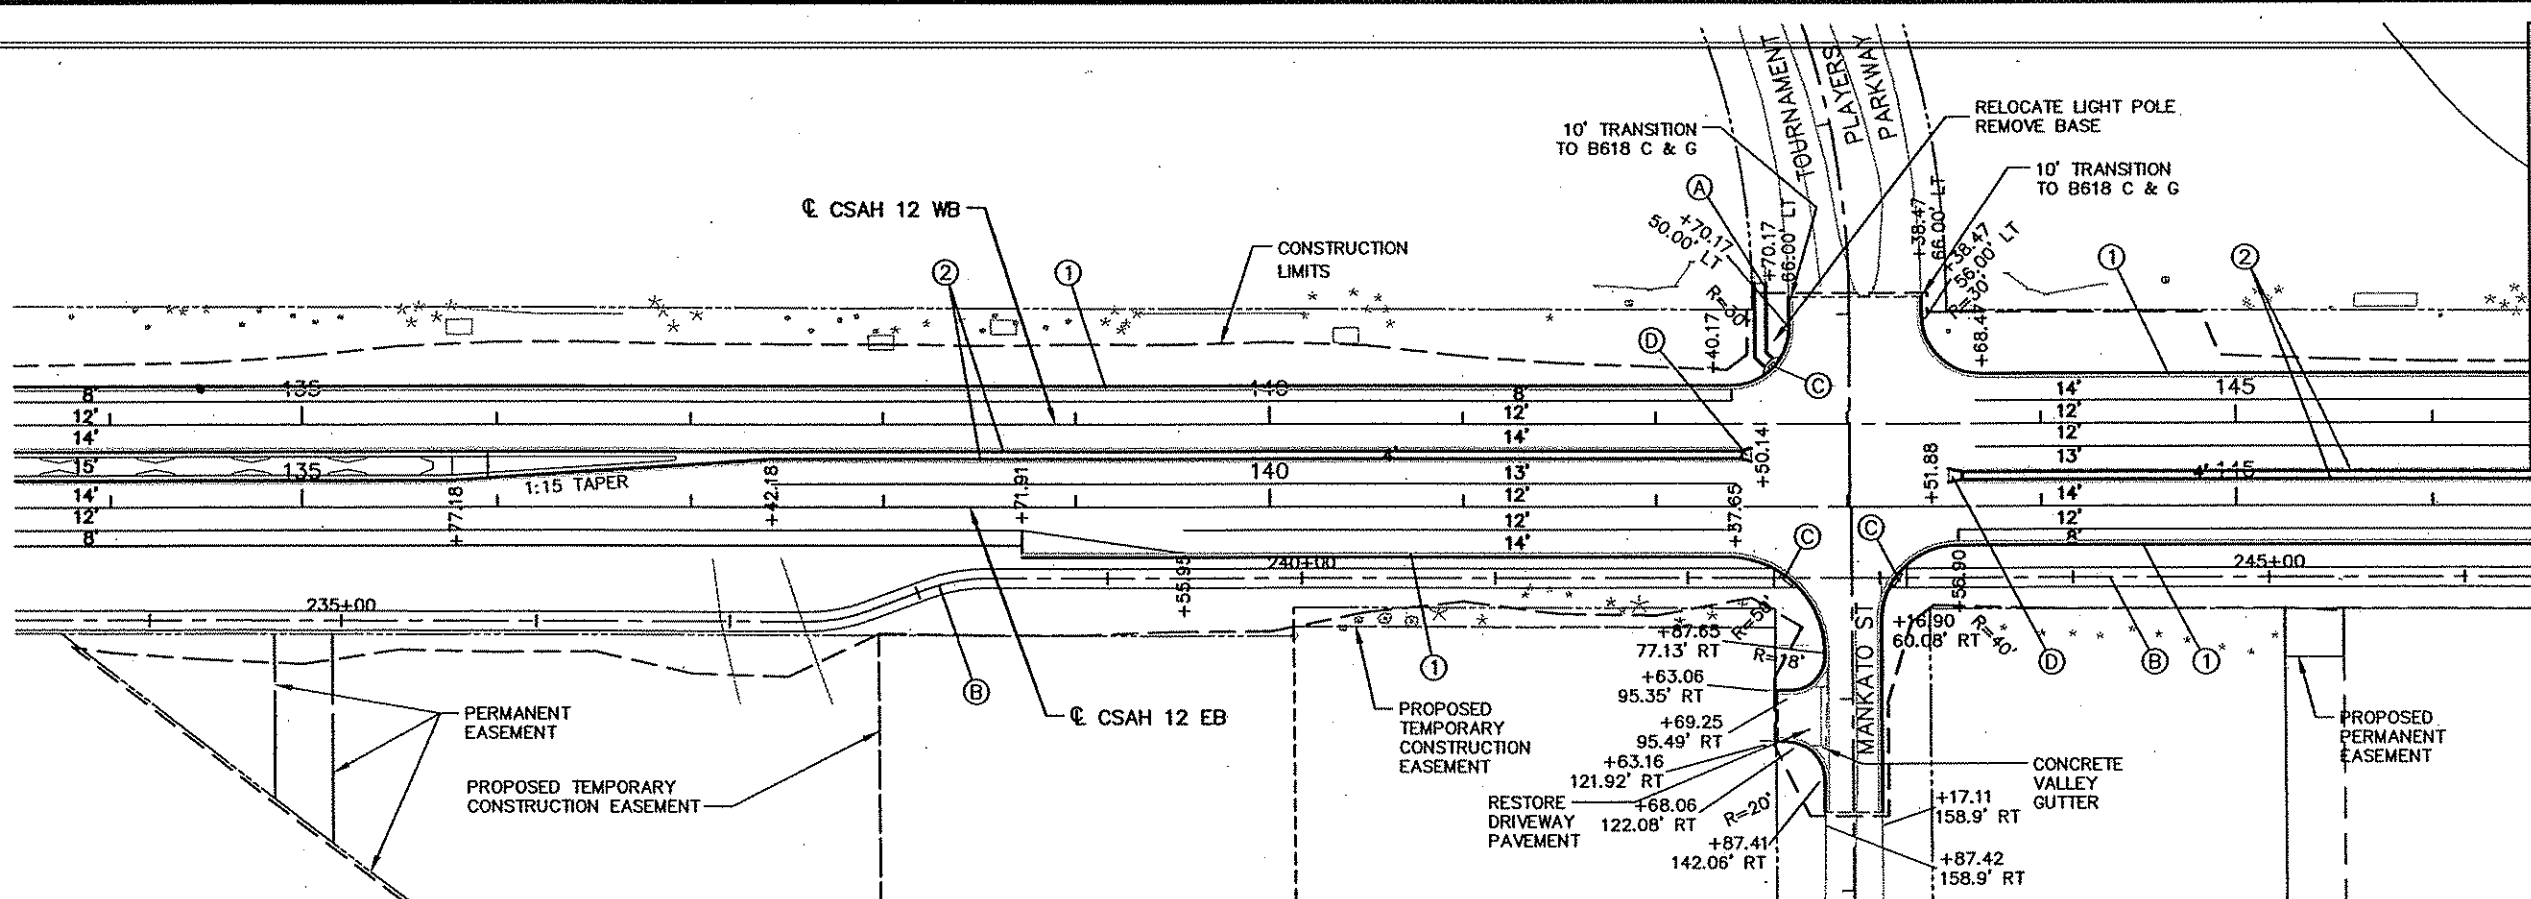 TOURNAMENT
PLAYERS
PARKWAY
RELOCATE LIGHT POLE
REMOVE BASE
10' TRANSITION
TO B618 C & G
10' TRANSITION
TO B618 C & G
℄ CSAH 12 WB
CONSTRUCTION
LIMITS
A
+70.17
50.00' LT
+70.17
66.00' LT
+38.47
66.00' LT
+38.47
56.00' LT
R=30'
R=30'
+40.17
+68.47
2
1
1
2
D
C
135
140
145
8'
12'
14'
15'
14'
12'
8'
135
140
1:15 TAPER
+77.18
+42.18
+71.91
+55.95
8'
12'
14'
4'
13'
12'
12'
14'
+37.65
+50.14
+51.88
14'
12'
12'
13'
4'
14'
12'
8'
C
C
235+00
240+00
245+00
+56.90
R=50'
+87.65
77.13' RT
R=18'
+16.90
60.08' RT
R=40'
+63.06
95.35' RT
+69.25
95.49' RT
+63.16
121.92' RT
+68.06
122.08' RT
R=20'
+87.41
142.06' RT
MANKATO ST
D
B
1
1
B
℄ CSAH 12 EB
PERMANENT
EASEMENT
PROPOSED TEMPORARY
CONSTRUCTION EASEMENT
PROPOSED
TEMPORARY
CONSTRUCTION
EASEMENT
RESTORE
DRIVEWAY
PAVEMENT
CONCRETE
VALLEY
GUTTER
+17.11
158.9' RT
+87.42
158.9' RT
PROPOSED
PERMANENT
EASEMENT